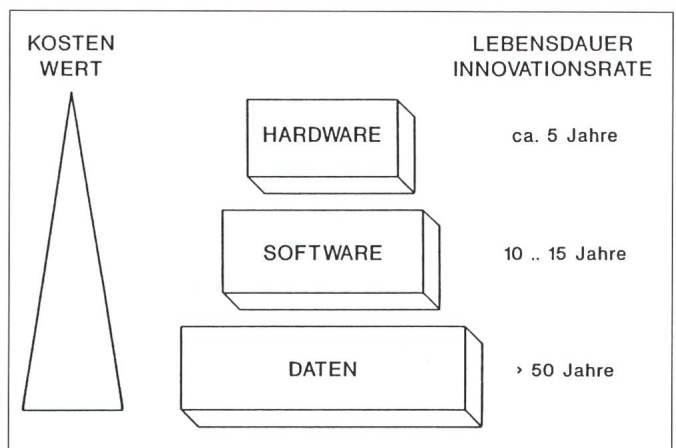 KOSTEN
WERT
LEBENSDAUER
INNOVATIONSRATE
HARDWARE
ca. 5 Jahre
SOFTWARE
10 .. 15 Jahre
DATEN
> 50 Jahre